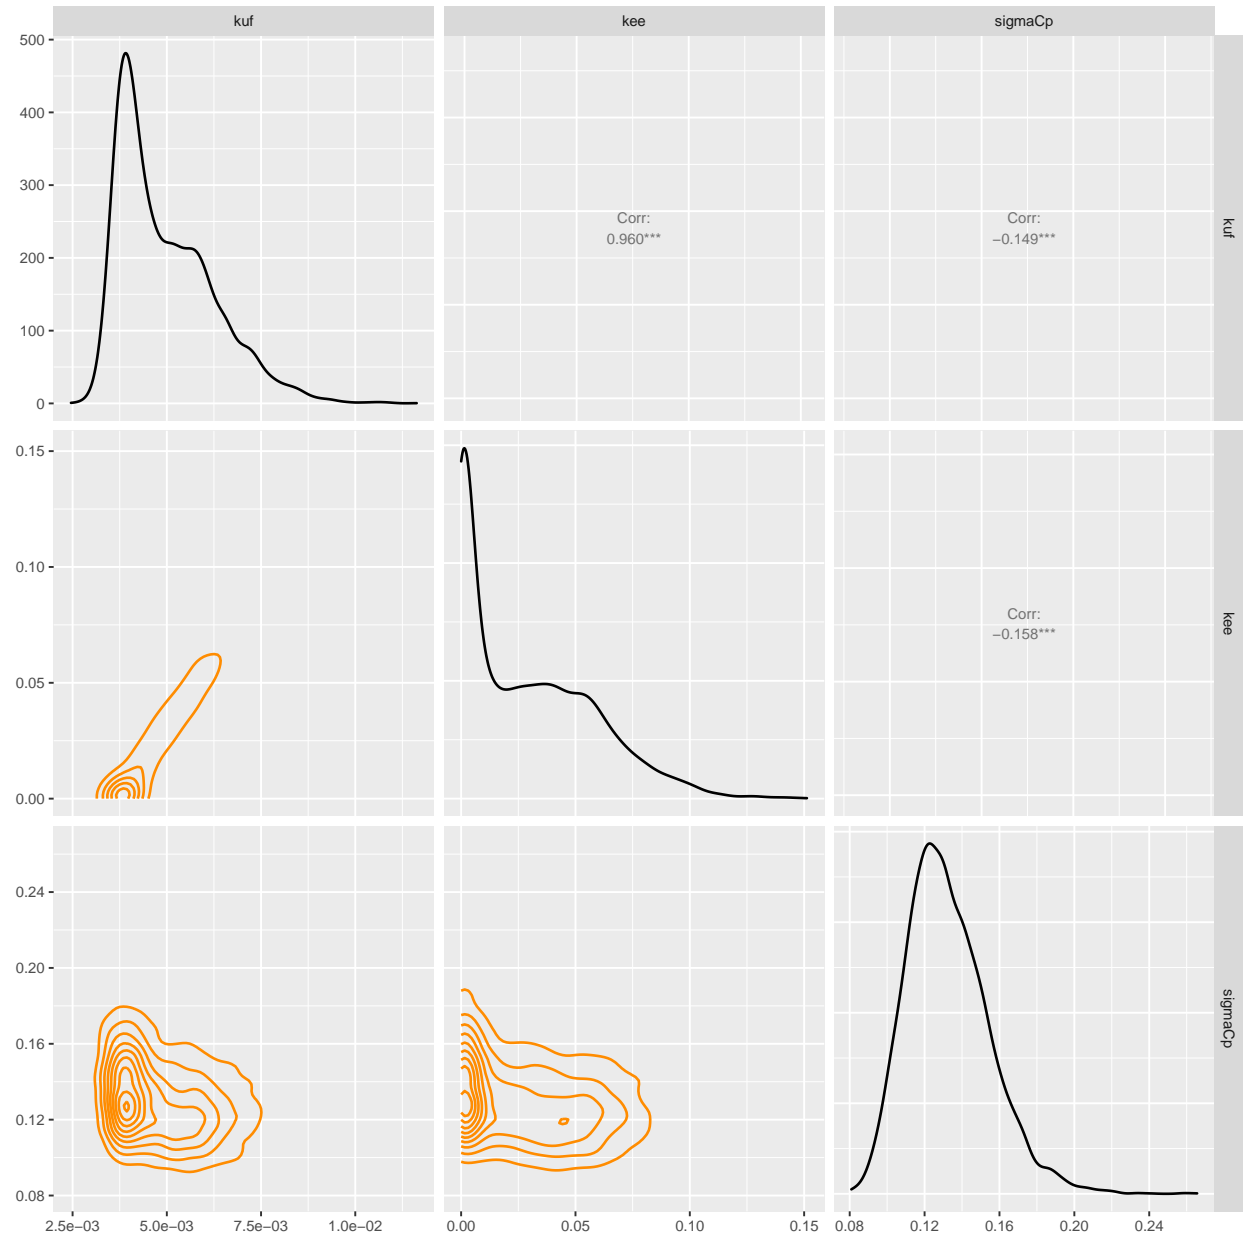 kuf kee sigmaCp
500
400
300
200
100
0
Corr:
0.960***
Corr:
−0.149***
kuf
0.15
0.10
0.05
0.00
Corr:
−0.158***
kee
0.24
0.20
0.16
0.12
0.08
sigmaCp
2.5e−03 5.0e−03 7.5e−03 1.0e−02 0.00 0.05 0.10 0.15 0.08 0.12 0.16 0.20 0.24